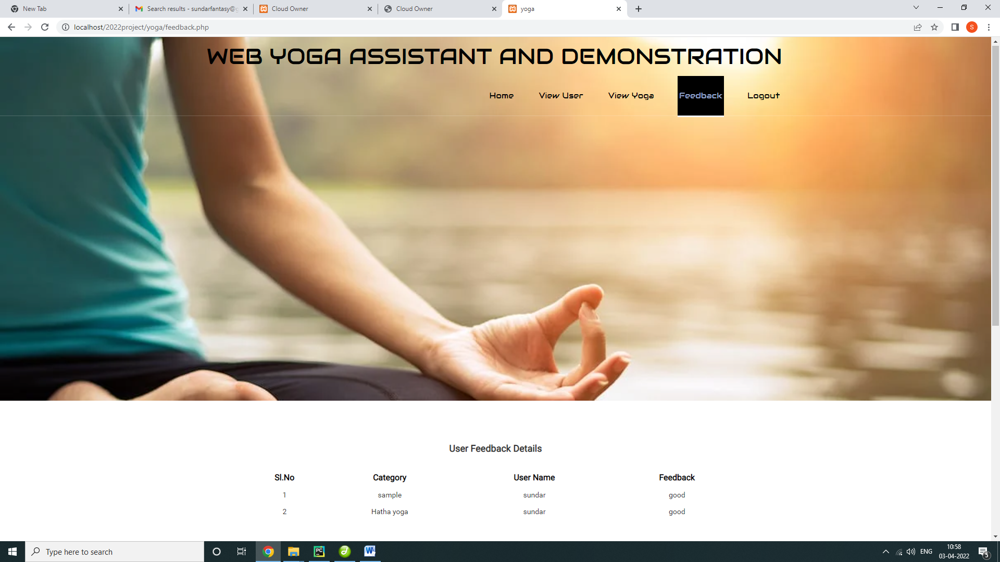 New Tab
Search results - sundarfantasy@g
Cloud Owner
Cloud Owner
yoga
localhost/2022project/yoga/feedback.php
S
WEB YOGA ASSISTANT AND DEMONSTRATION
Home View User View Yoga Feedback Logout
User Feedback Details
Sl.No Category User Name Feedback
1 sample sundar good
2 Hatha yoga sundar good
Type here to search
PC
W
ENG
10:58
03-04-2022
5